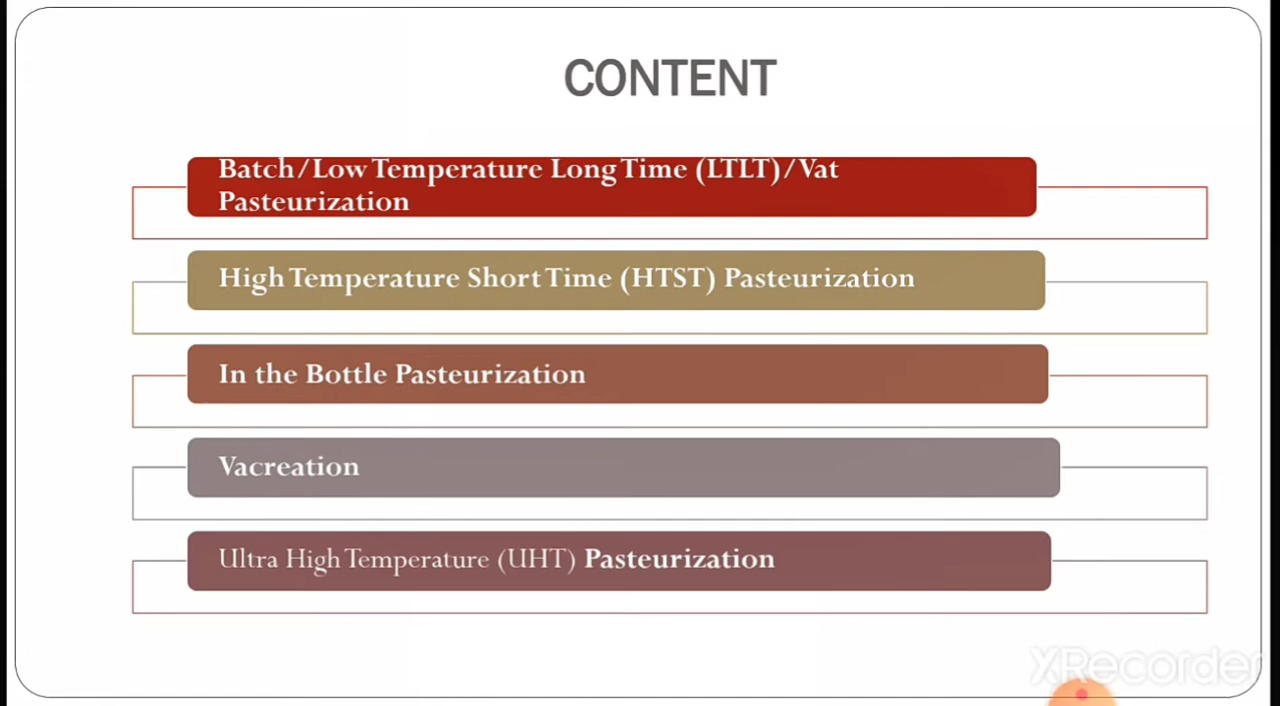 CONTENT
Batch/Low Temperature Long Time (LTLT)/Vat
Pasteurization
High Temperature Short Time (HTST) Pasteurization
In the Bottle Pasteurization
Vacreation
Ultra High Temperature (UHT) Pasteurization
XRecorder